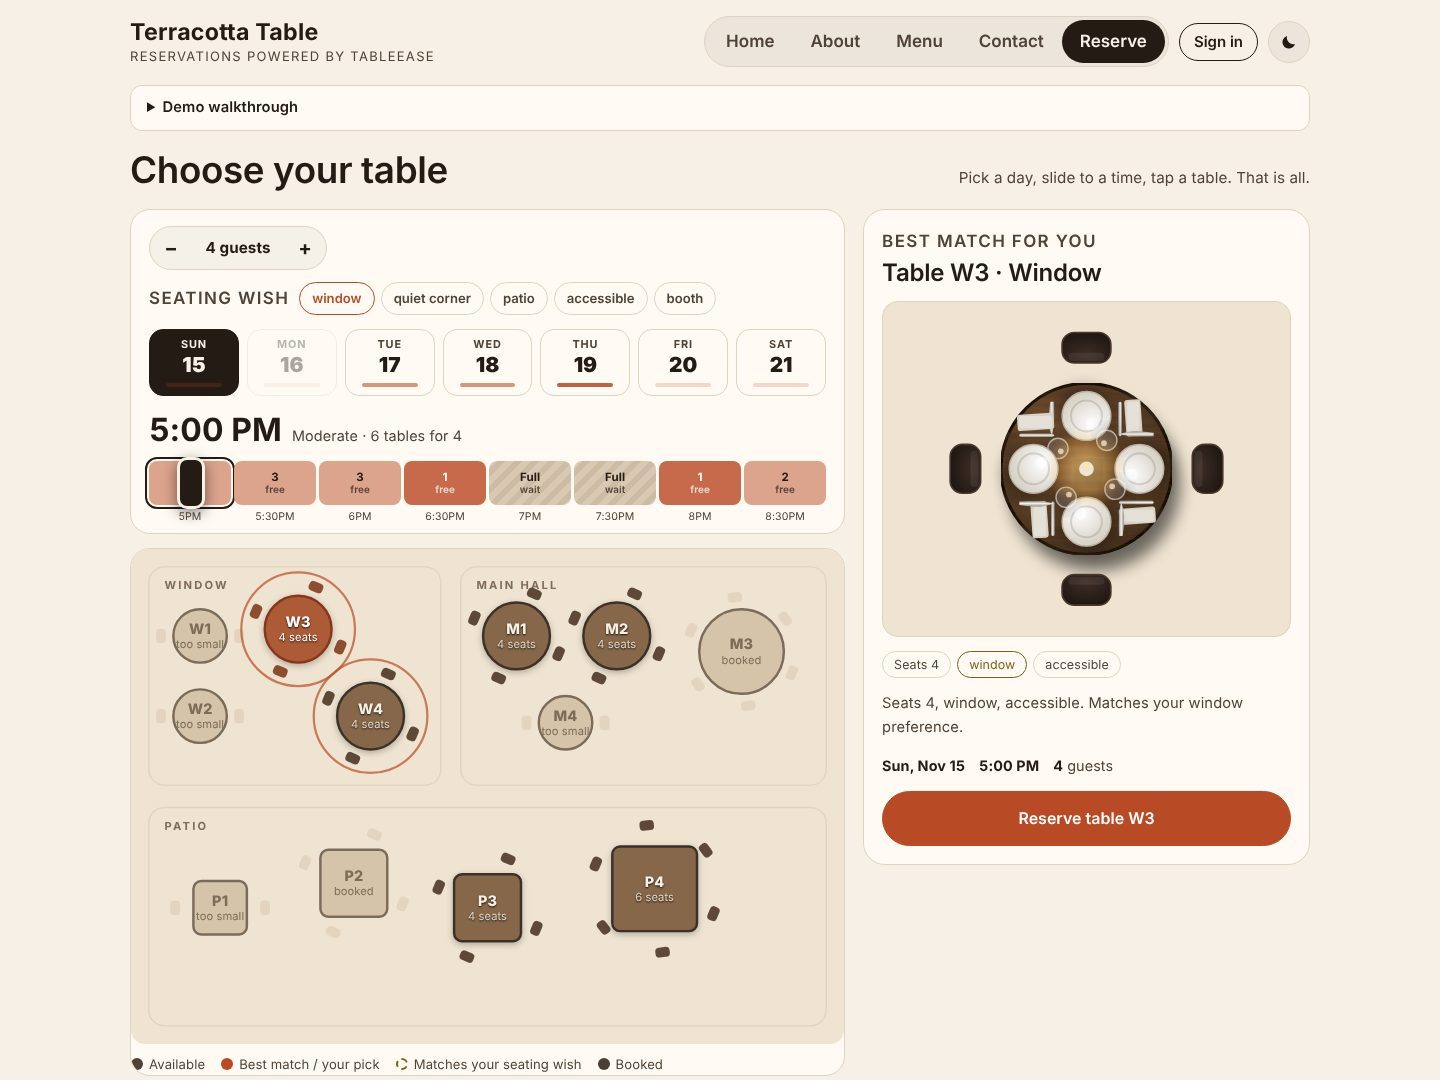 Terracotta Table
RESERVATIONS POWERED BY TABLEEASE
Home About Menu Contact Reserve Sign in
Demo walkthrough
Choose your table
Pick a day, slide to a time, tap a table. That is all.
− 4 guests +
SEATING WISH window quiet corner patio accessible booth
SUN MON TUE WED THU FRI SAT
15 16 17 18 19 20 21
5:00 PM Moderate · 6 tables for 4
3 3 1 Full Full 1 2
free free free wait wait free free
5PM 5:30PM 6PM 6:30PM 7PM 7:30PM 8PM 8:30PM
WINDOW
W1
too small
W3
4 seats
W2
too small
W4
4 seats
MAIN HALL
M1
4 seats
M2
4 seats
M3
booked
M4
too small
PATIO
P1
too small
P2
booked
P3
4 seats
P4
6 seats
Available Best match / your pick Matches your seating wish Booked
BEST MATCH FOR YOU
Table W3 · Window
Seats 4 window accessible
Seats 4, window, accessible. Matches your window
preference.
Sun, Nov 15 5:00 PM 4 guests
Reserve table W3